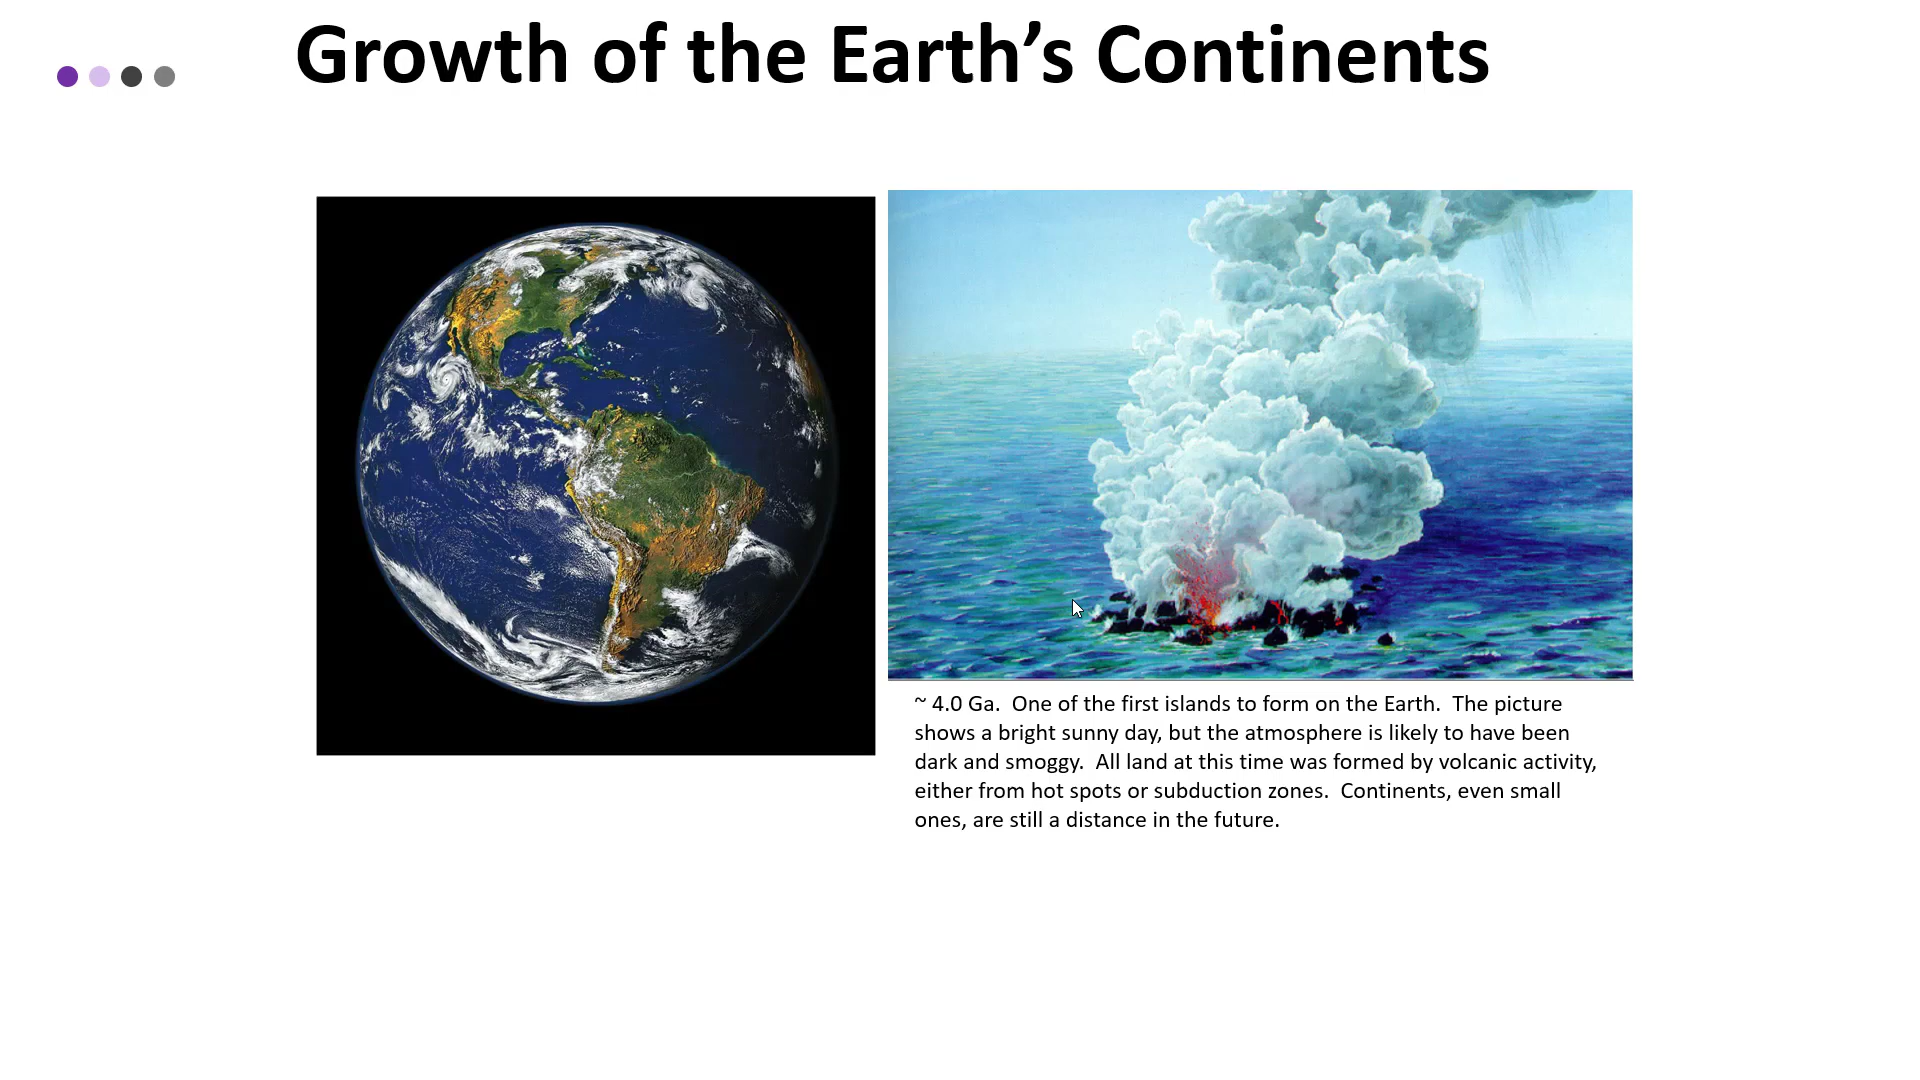 Growth of the Earth’s Continents
~ 4.0 Ga.  One of the first islands to form on the Earth.  The picture
shows a bright sunny day, but the atmosphere is likely to have been
dark and smoggy.  All land at this time was formed by volcanic activity,
either from hot spots or subduction zones.  Continents, even small
ones, are still a distance in the future.